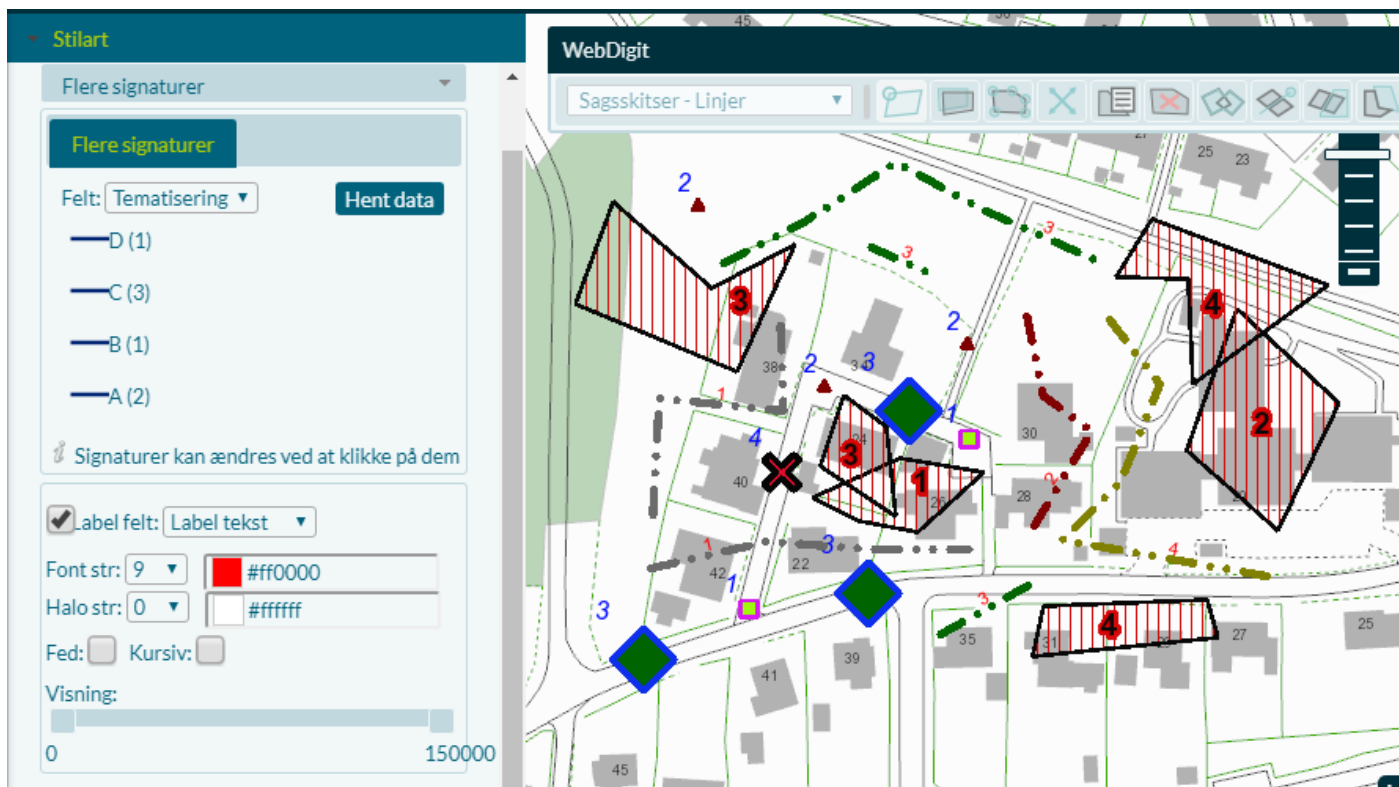 Stilart
Flere signaturer
Flere signaturer
Felt: Tematisering
Hent data
D (1)
C (3)
B (1)
A (2)
i Signaturer kan ændres ved at klikke på dem
Label felt: Label tekst
Font str: 9 #ff0000
Halo str: 0 #ffffff
Fed: Kursiv:
Visning:
0 150000
WebDigit
Sagsskitser - Linjer
45
25
23
2
3
3
3
4
2
2
3
38
1
1
4
24
3
2
30
40
1
26
28
2
1
3
22
42
1
4
3
3
35
31
4
27
25
39
41
45